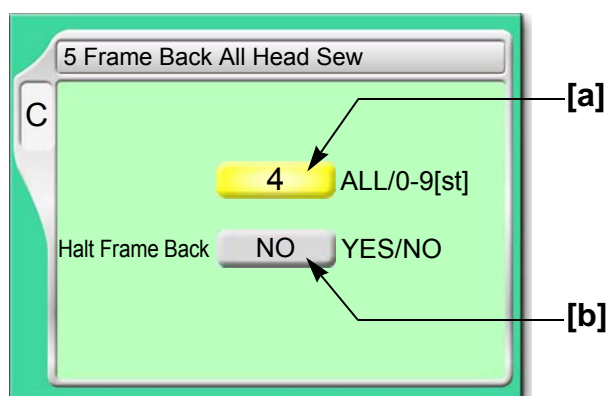 5 Frame Back All Head Sew
[a]
C
4 ALL/0-9[st]
Halt Frame Back NO YES/NO
[b]